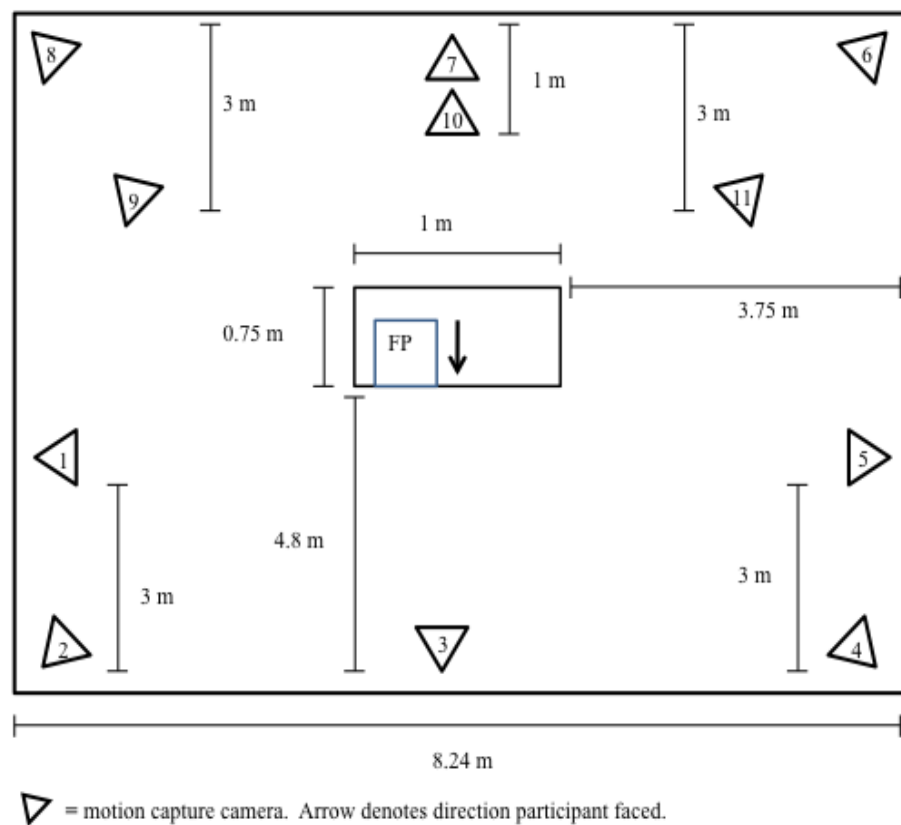 8
7
6
3 m
1 m
10
3 m
9
11
1 m
0.75 m
FP
3.75 m
1
5
4.8 m
3 m
3 m
2
3
4
8.24 m
= motion capture camera. Arrow denotes direction participant faced.